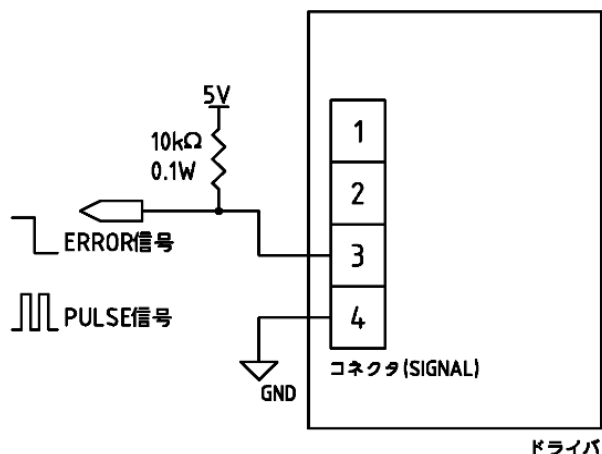 5V
10kΩ
0.1W
ERROR信号
PULSE信号
GND
1
2
3
4
コネクタ(SIGNAL)
ドライバ